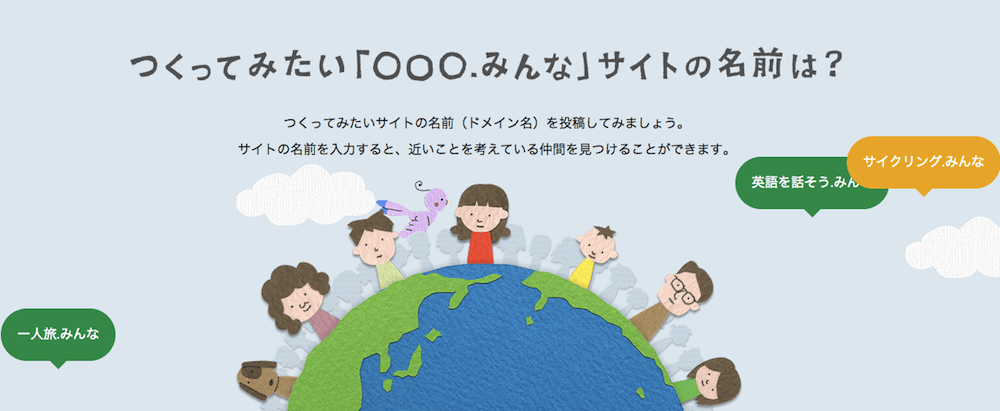 つくってみたい「〇〇〇.みんな」サイトの名前は？
つくってみたいサイトの名前（ドメイン名）を投稿してみましょう。
サイトの名前を入力すると、近いことを考えている仲間を見つけることができます。
サイクリング.みんな
英語を話そう.みん
一人旅.みんな